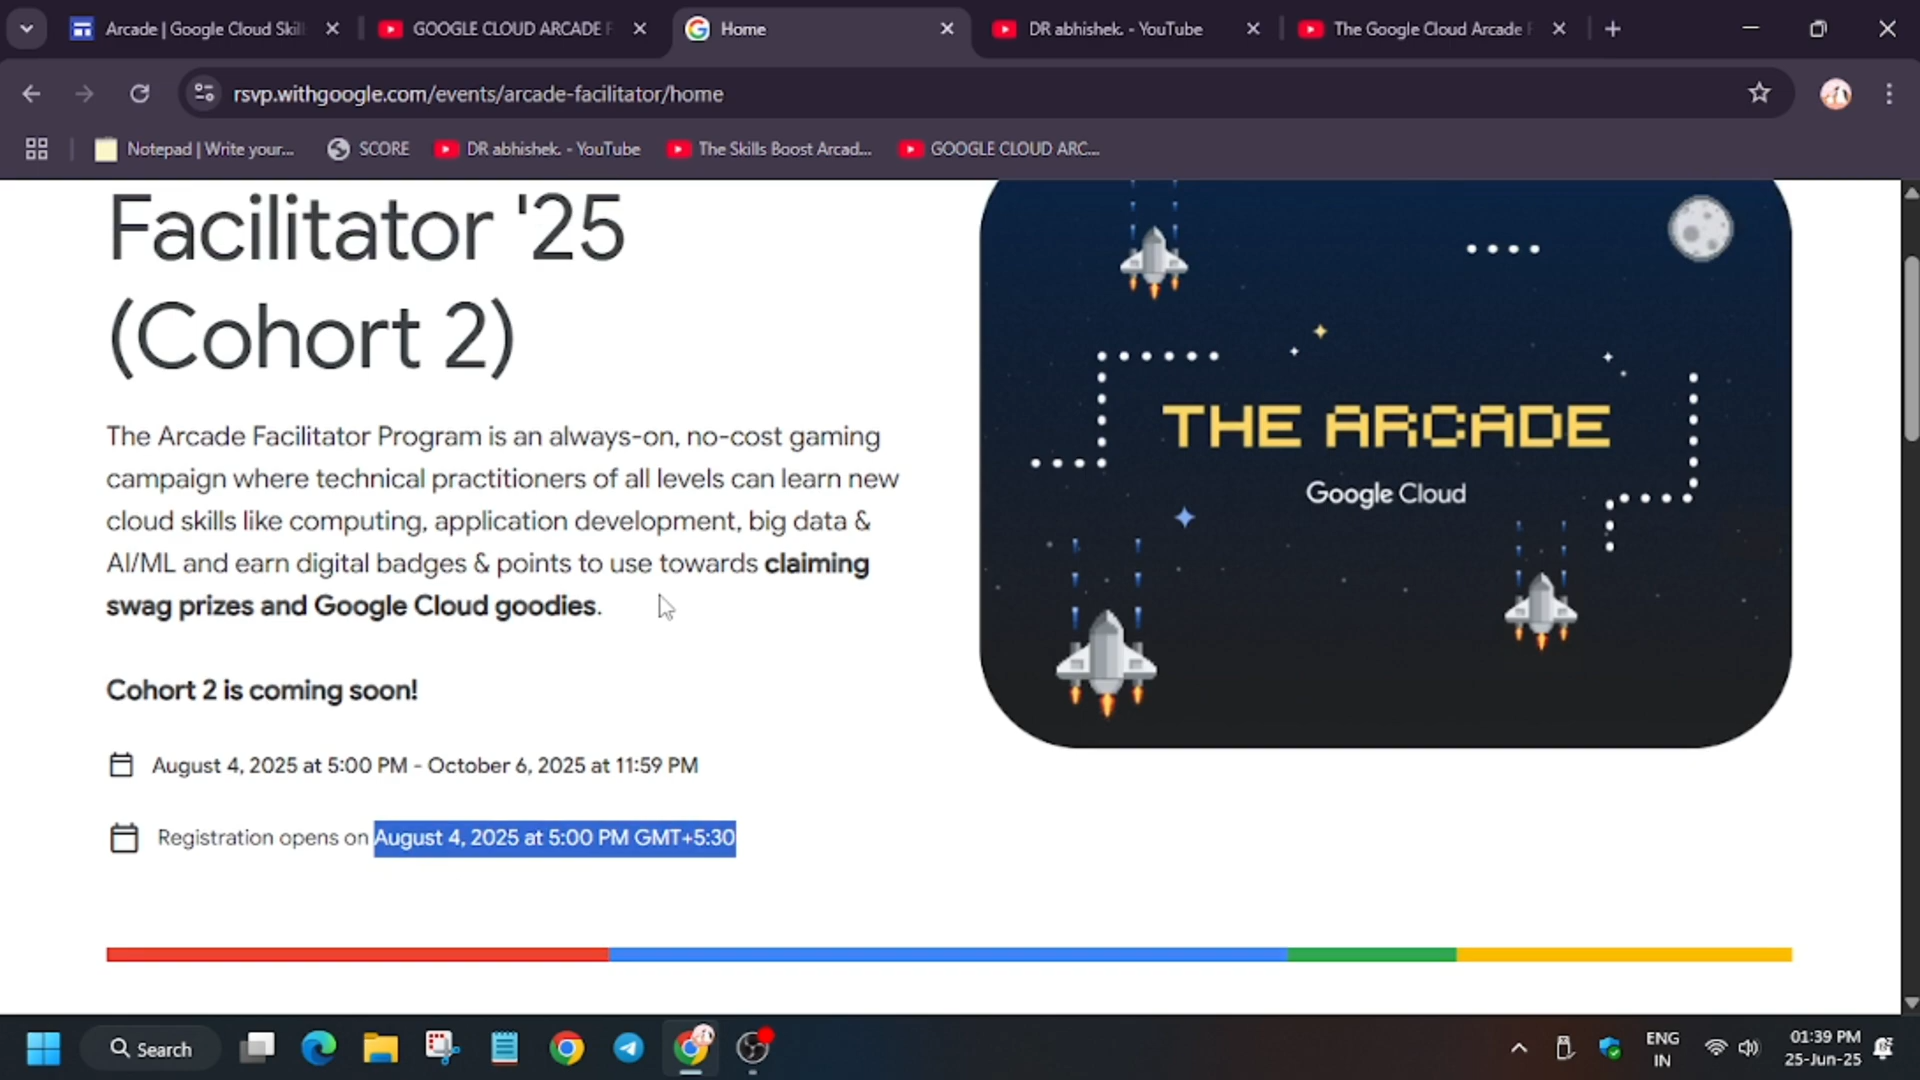 Arcade | Google Cloud Skil
GOOGLE CLOUD ARCADE F
Home
DR abhishek. - YouTube
The Google Cloud Arcade F
rsvp.withgoogle.com/events/arcade-facilitator/home
Notepad | Write your...
SCORE
DR abhishek. - YouTube
The Skills Boost Arcad...
GOOGLE CLOUD ARC...
Facilitator '25
(Cohort 2)
The Arcade Facilitator Program is an always-on, no-cost gaming
campaign where technical practitioners of all levels can learn new
cloud skills like computing, application development, big data &
AI/ML and earn digital badges & points to use towards claiming
swag prizes and Google Cloud goodies.
Cohort 2 is coming soon!
August 4, 2025 at 5:00 PM - October 6, 2025 at 11:59 PM
Registration opens on August 4, 2025 at 5:00 PM GMT+5:30
THE ARCADE
Google Cloud
Search
ENG
IN
01:39 PM
25-Jun-25